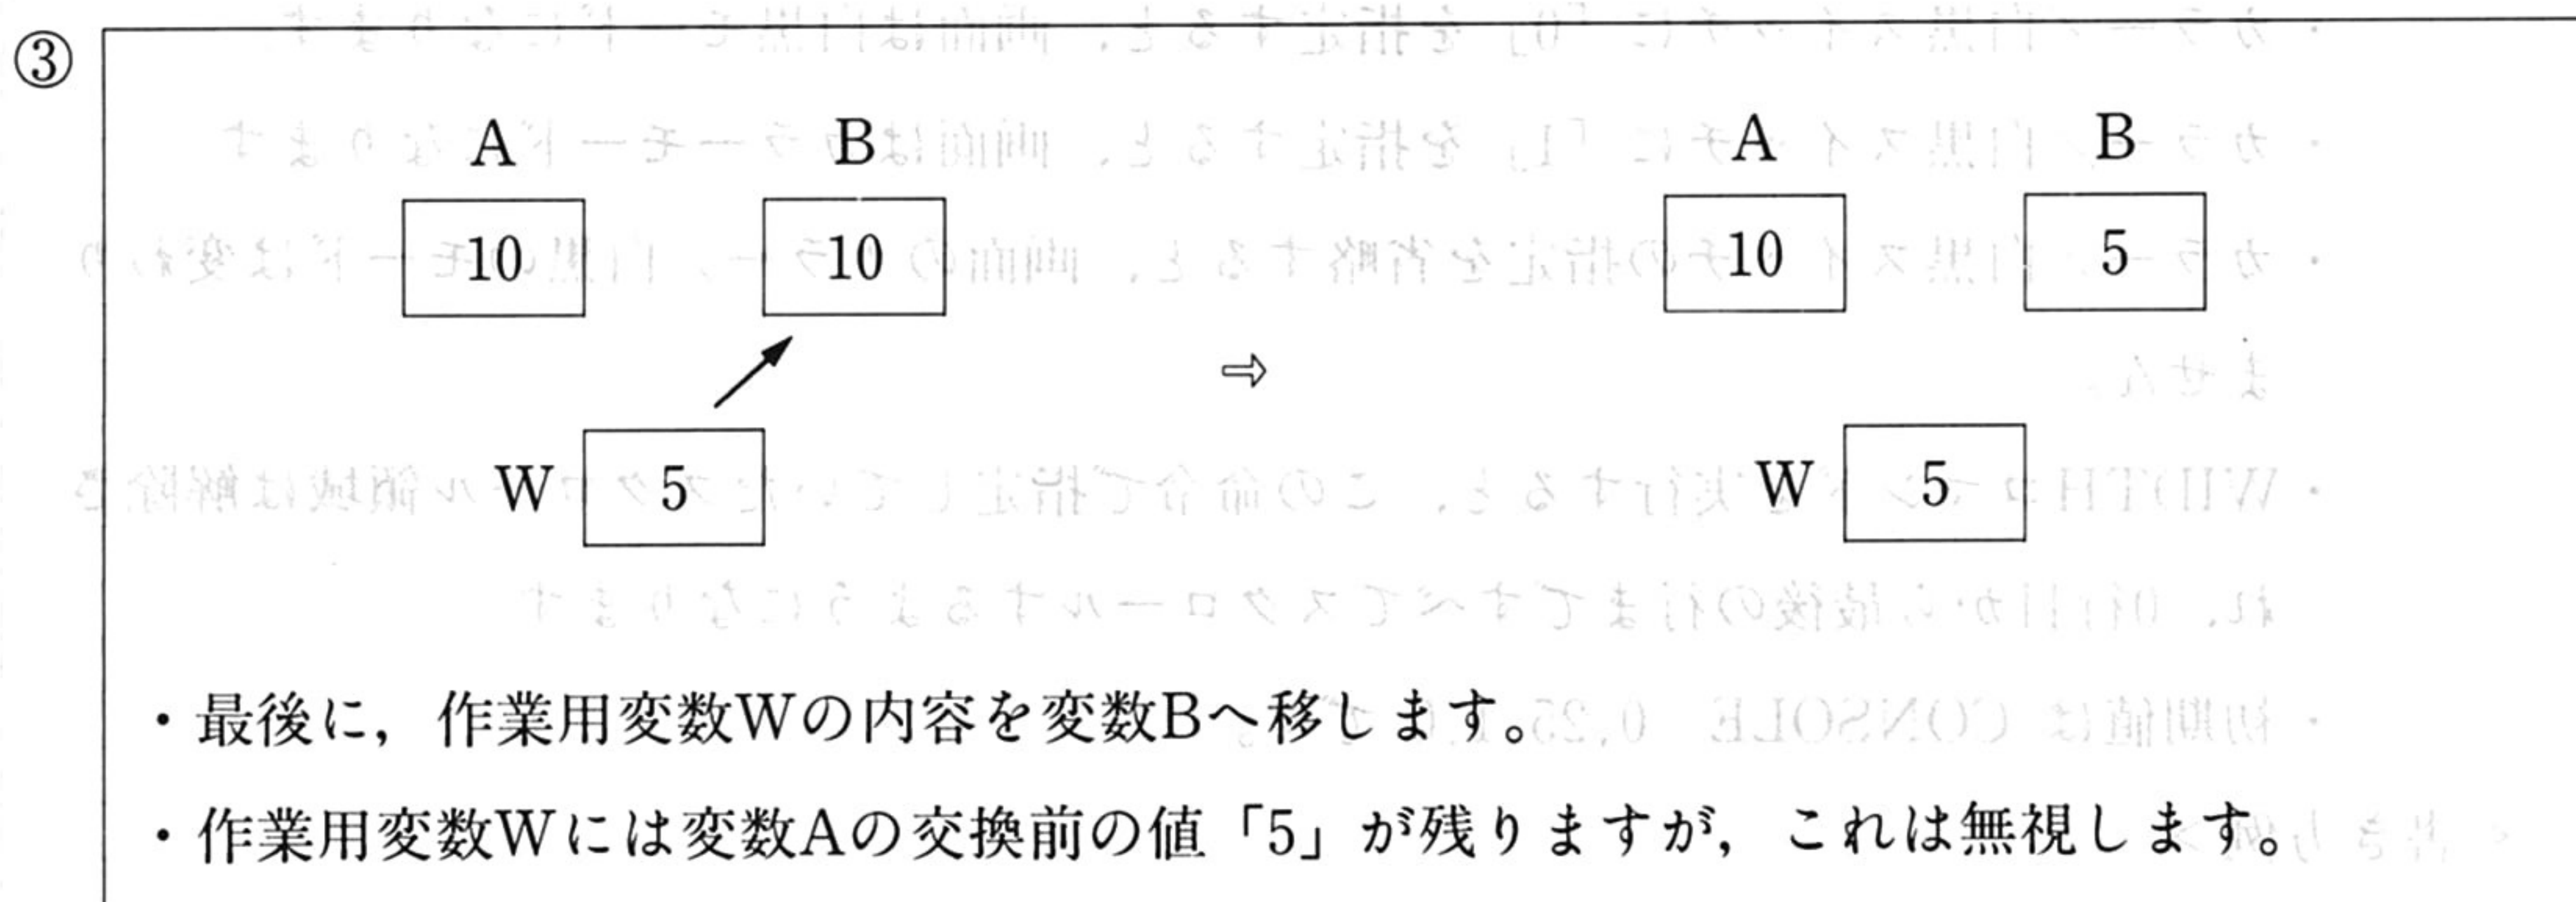 ③
A B A B
10 10 10 5
⇨
W 5 W 5
・最後に，作業用変数Wの内容を変数Bへ移します。
・作業用変数Wには変数Aの交換前の値「5」が残りますが，これは無視します。